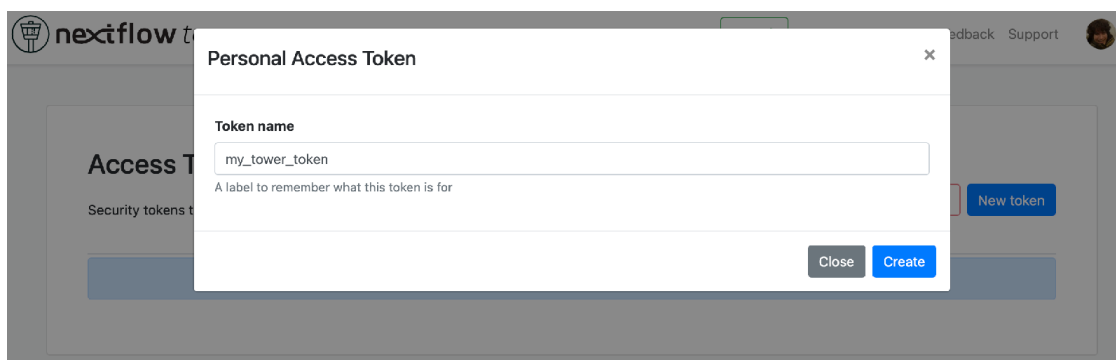 nextflow
edback Support
Personal Access Token
×
Token name
my_tower_token
A label to remember what this token is for
Access T
Security tokens t
New token
Close Create